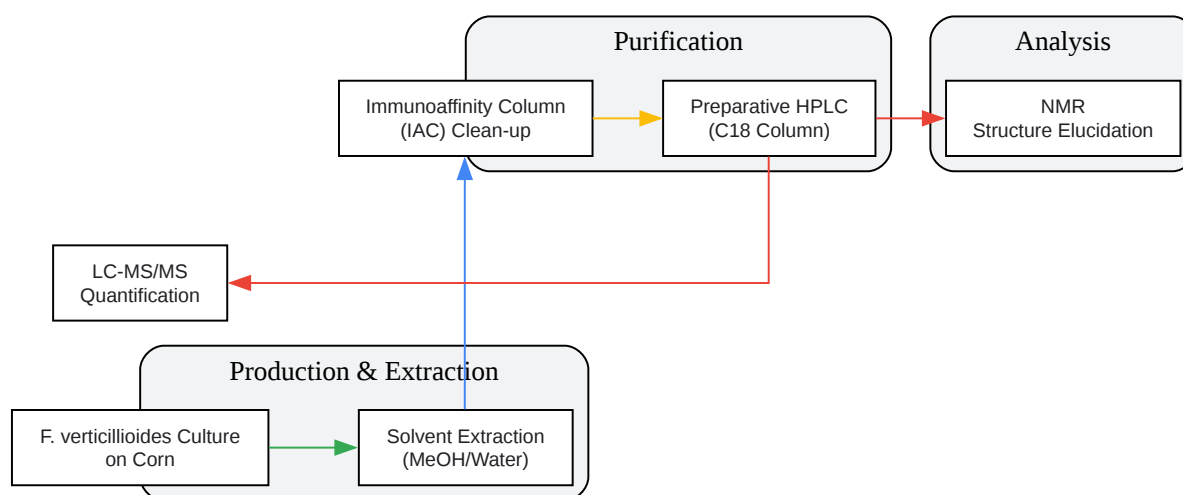 Purification
Analysis
Immunoaffinity Column
(IAC) Clean-up
Preparative HPLC
(C18 Column)
NMR
Structure Elucidation
LC-MS/MS
Quantification
Production & Extraction
F. verticillioides Culture
on Corn
Solvent Extraction
(MeOH/Water)